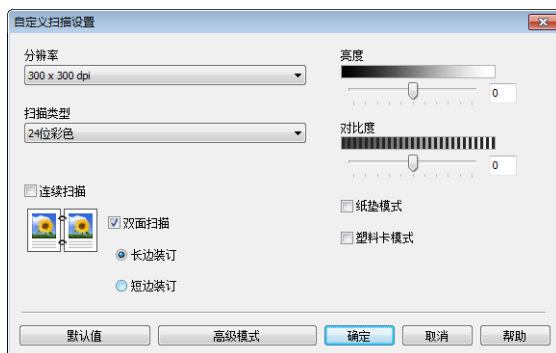 自定义扫描设置
分辨率
300 x 300 dpi
扫描类型
24位彩色
连续扫描
双面扫描
长边装订
短边装订
亮度
0
对比度
0
纸垫模式
塑料卡模式
默认值
高级模式
确定
取消
帮助